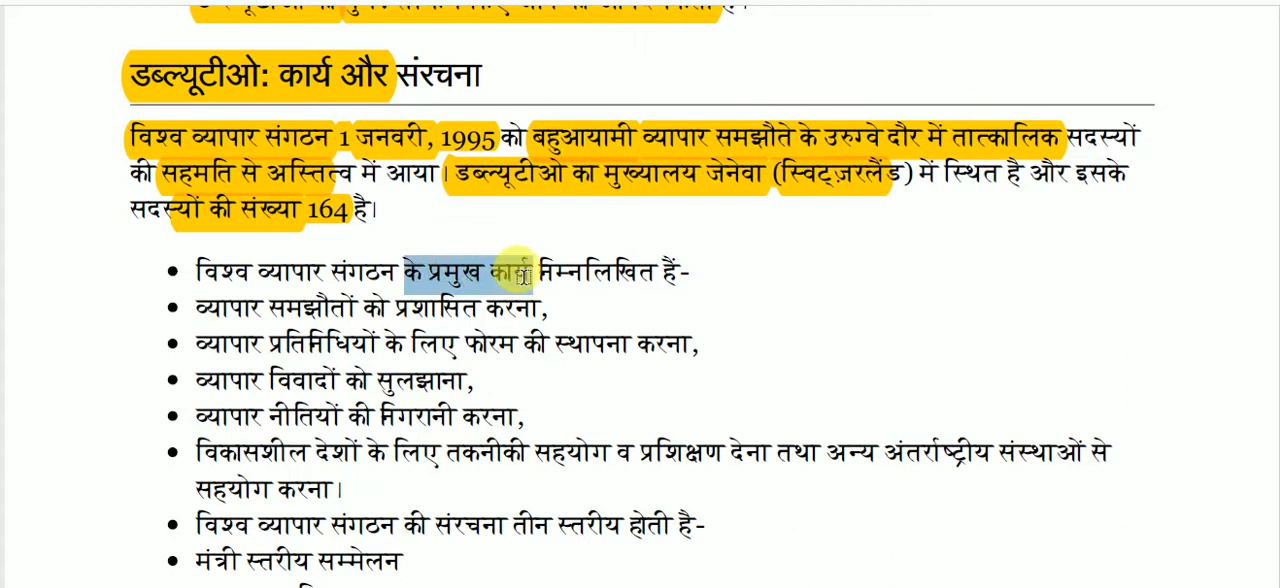 डब्ल्यूटीओ: कार्य और संरचना
विश्व व्यापार संगठन 1 जनवरी, 1995 को बहुआयामी व्यापार समझौते के उरुग्वे दौर में तात्कालिक सदस्यों
की सहमति से अस्तित्व में आया। डब्ल्यूटीओ का मुख्यालय जेनेवा (स्विट्ज़रलैंड) में स्थित है और इसके
सदस्यों की संख्या 164 है।
• विश्व व्यापार संगठन के प्रमुख कार्य निम्नलिखित हैं-
• व्यापार समझौतों को प्रशासित करना,
• व्यापार प्रतिनिधियों के लिए फोरम की स्थापना करना,
• व्यापार विवादों को सुलझाना,
• व्यापार नीतियों की निगरानी करना,
• विकासशील देशों के लिए तकनीकी सहयोग व प्रशिक्षण देना तथा अन्य अंतर्राष्ट्रीय संस्थाओं से
सहयोग करना।
• विश्व व्यापार संगठन की संरचना तीन स्तरीय होती है-
• मंत्री स्तरीय सम्मेलन